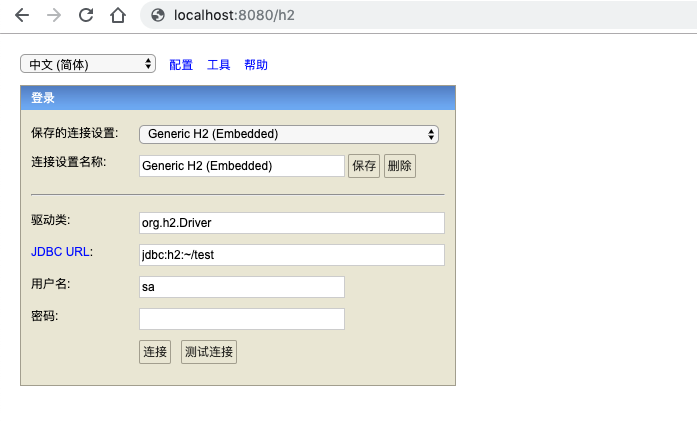 localhost:8080/h2
中文 (简体) 配置 工具 帮助
登录
保存的连接设置: Generic H2 (Embedded)
连接设置名称: Generic H2 (Embedded) 保存 删除
驱动类: org.h2.Driver
JDBC URL: jdbc:h2:~/test
用户名: sa
密码:
连接 测试连接